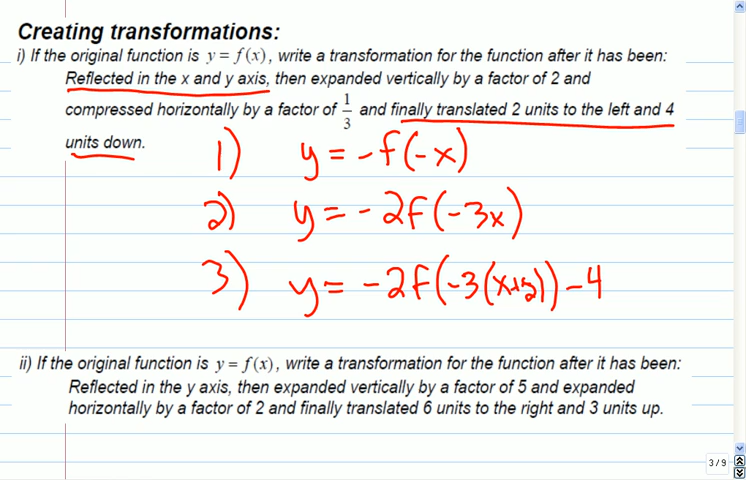 Creating transformations:
i) If the original function is y = f(x), write a transformation for the function after it has been:
Reflected in the x and y axis, then expanded vertically by a factor of 2 and
compressed horizontally by a factor of 1/3 and finally translated 2 units to the left and 4
units down.
1) y = -f(-x)
2) y = -2f(-3x)
3) y = -2f(-3(x+2)) - 4
ii) If the original function is y = f(x), write a transformation for the function after it has been:
Reflected in the y axis, then expanded vertically by a factor of 5 and expanded
horizontally by a factor of 2 and finally translated 6 units to the right and 3 units up.
3/9